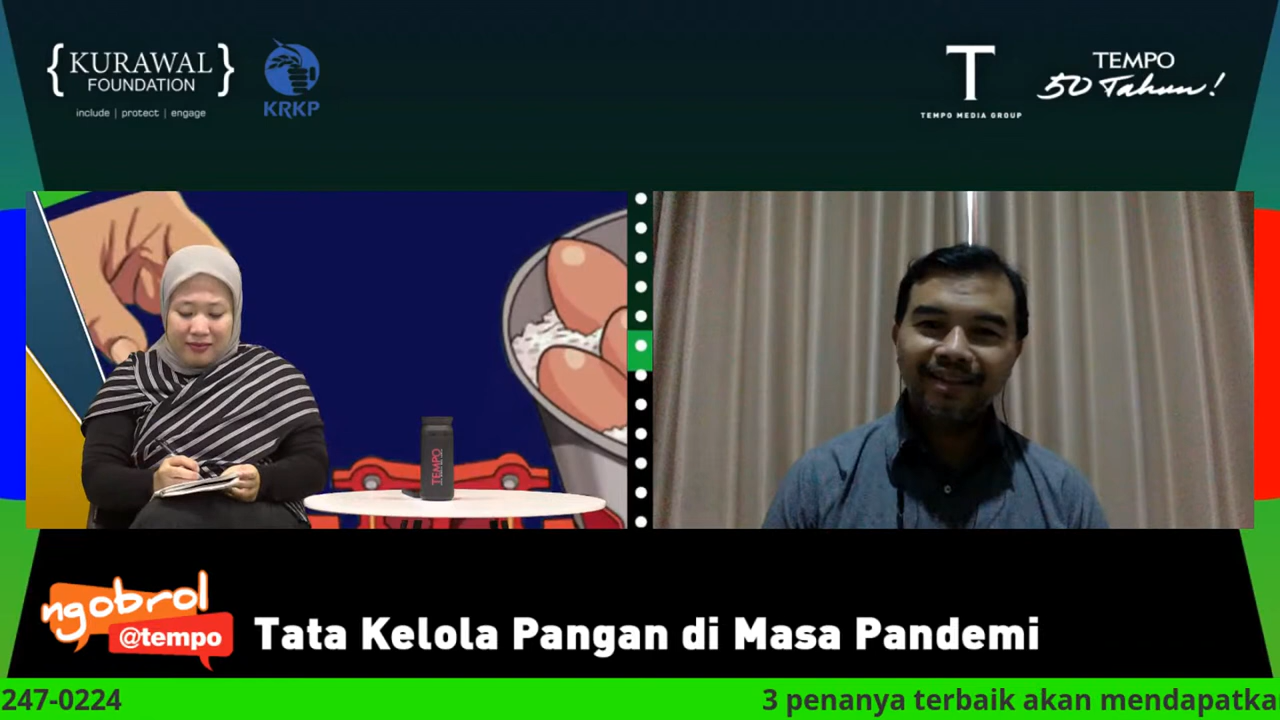 {KURAWAL}
FOUNDATION
include | protect | engage
KRKP
T
TEMPO MEDIA GROUP
TEMPO
50 Tahun!
TEMPO
ngobrol
@tempo
Tata Kelola Pangan di Masa Pandemi
247-0224
3 penanya terbaik akan mendapatka